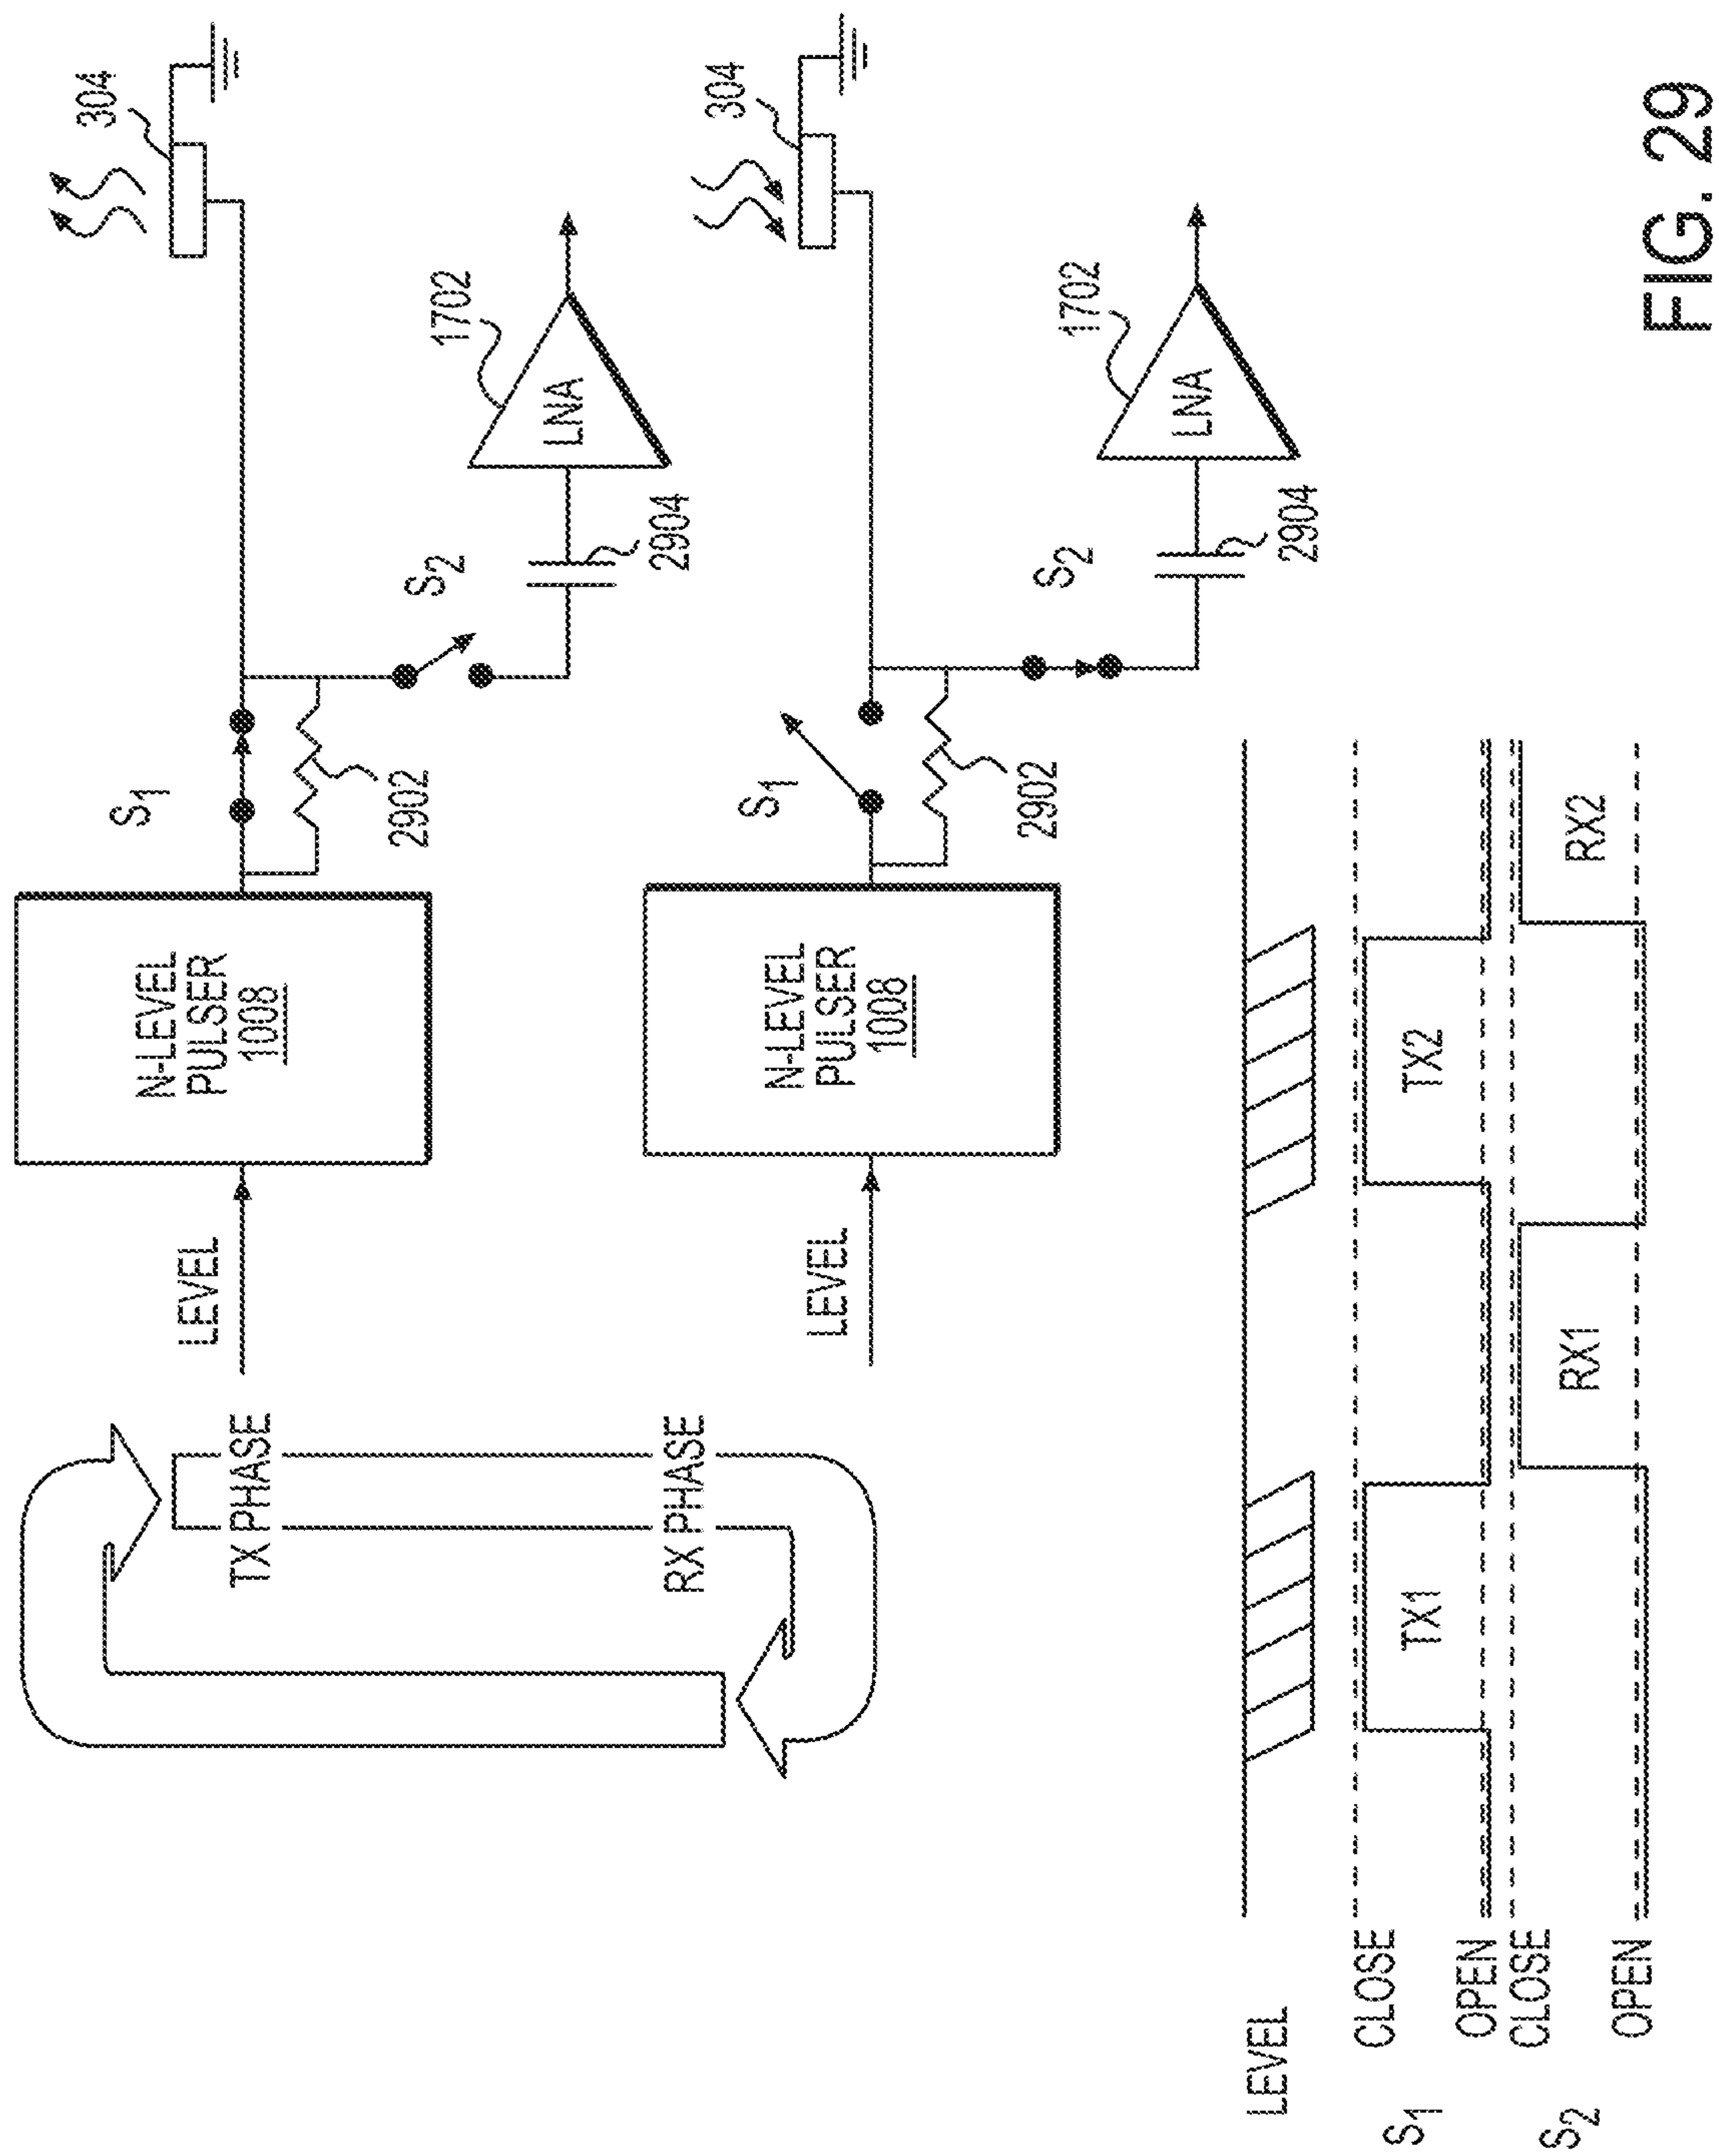 TX PHASE
LEVEL
N-LEVEL
PULSER
1008
S1
2902
S2
2904
LNA
1702
304
RX PHASE
LEVEL
N-LEVEL
PULSER
1008
S1
2902
S2
2904
LNA
1702
304
LEVEL
S1
CLOSE
OPEN
TX1
TX2
S2
CLOSE
OPEN
RX1
RX2
FIG. 29